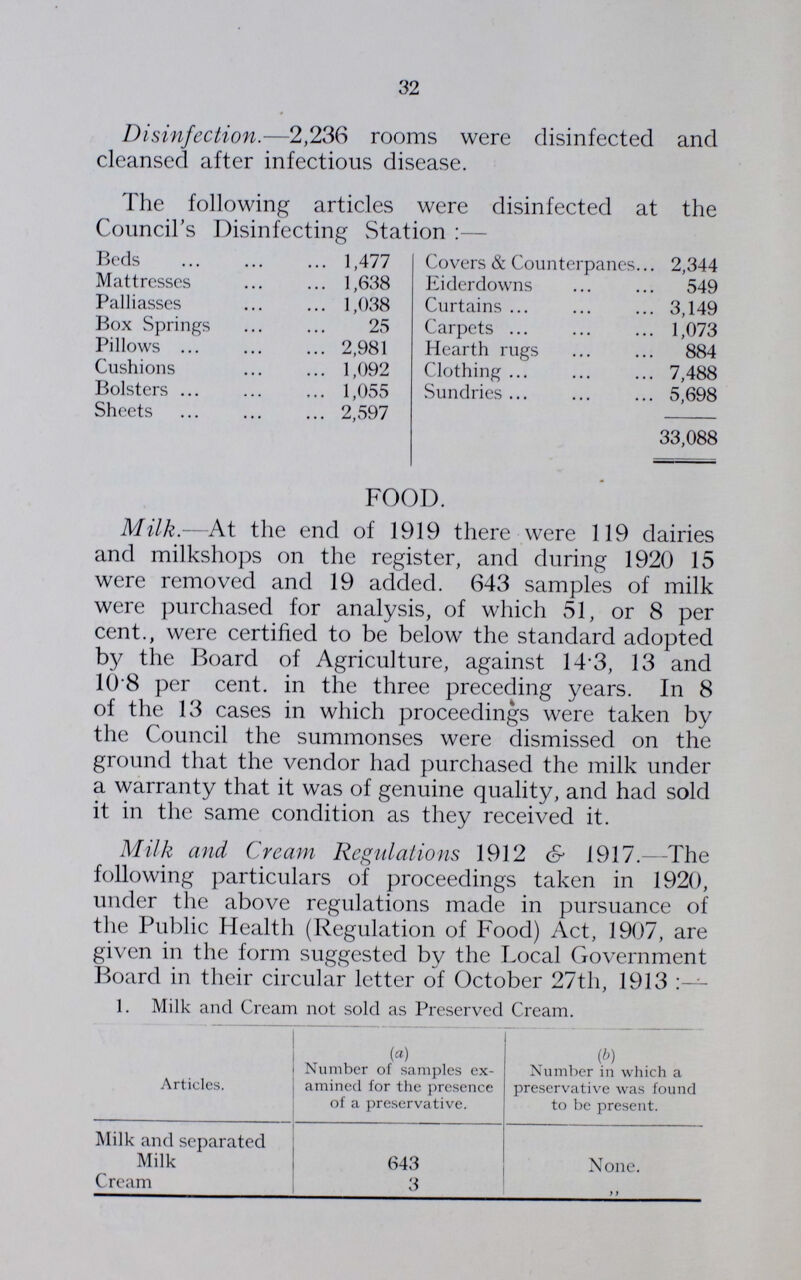 32
Disinfection.—2,236 rooms were disinfected and
cleansed after infectious disease.
The following articles were disinfected at the
Council's Disinfecting Station :—
Beds ... ... ... 1,477
Mattresses ... ... 1,638
Palliasses ... ... 1,038
Box Springs ... ... 25
Pillows ... ... ... 2,981
Cushions ... ... 1,092
Bolsters ... ... ... 1,055
Sheets ... ... ... 2,597
Covers & Counterpanes... 2,344
Eiderdowns ... ... 549
Curtains ... ... ... 3,149
Carpets ... ... ... 1,073
Hearth rugs ... ... 884
Clothing ... ... ... 7,488
Sundries ... ... ... 5,698
33,088
FOOD.
Milk.—At the end of 1919 there were 119 dairies
and milkshops on the register, and during 1920 15
were removed and 19 added. 643 samples of milk
were purchased for analysis, of which 51, or 8 per
cent., were certified to be below the standard adopted
by the Board of Agriculture, against 14·3, 13 and
10·8 per cent. in the three preceding years. In 8
of the 13 cases in which proceedings were taken by
the Council the summonses were dismissed on the
ground that the vendor had purchased the milk under
a warranty that it was of genuine quality, and had sold
it in the same condition as they received it.
Milk and Cream Regulations 1912 & 1917.—The
following particulars of proceedings taken in 1920,
under the above regulations made in pursuance of
the Public Health (Regulation of Food) Act, 1907, are
given in the form suggested by the Local Government
Board in their circular letter of October 27th, 1913 :—
1. Milk and Cream not sold as Preserved Cream.
Articles.
(a)
Number of samples ex-
amined for the presence
of a preservative.
(b)
Number in which a
preservative was found
to be present.
Milk and separated
Milk 643 None.
Cream 3 ,,